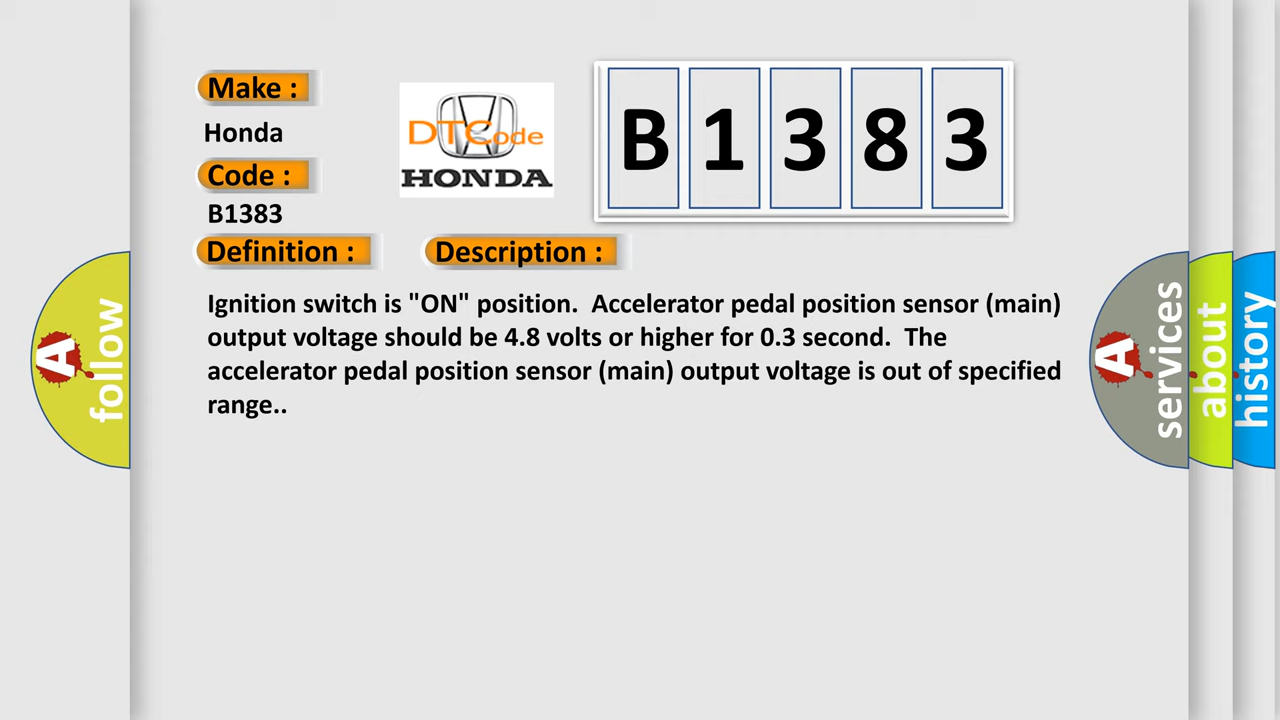 Make :
Honda
Code :
B1383
DTCode
HONDA
B 1 3 8 3
Definition :
Description :
Ignition switch is "ON" position. Accelerator pedal position sensor (main)
output voltage should be 4.8 volts or higher for 0.3 second. The
accelerator pedal position sensor (main) output voltage is out of specified
range..
A follow
A services
about
history